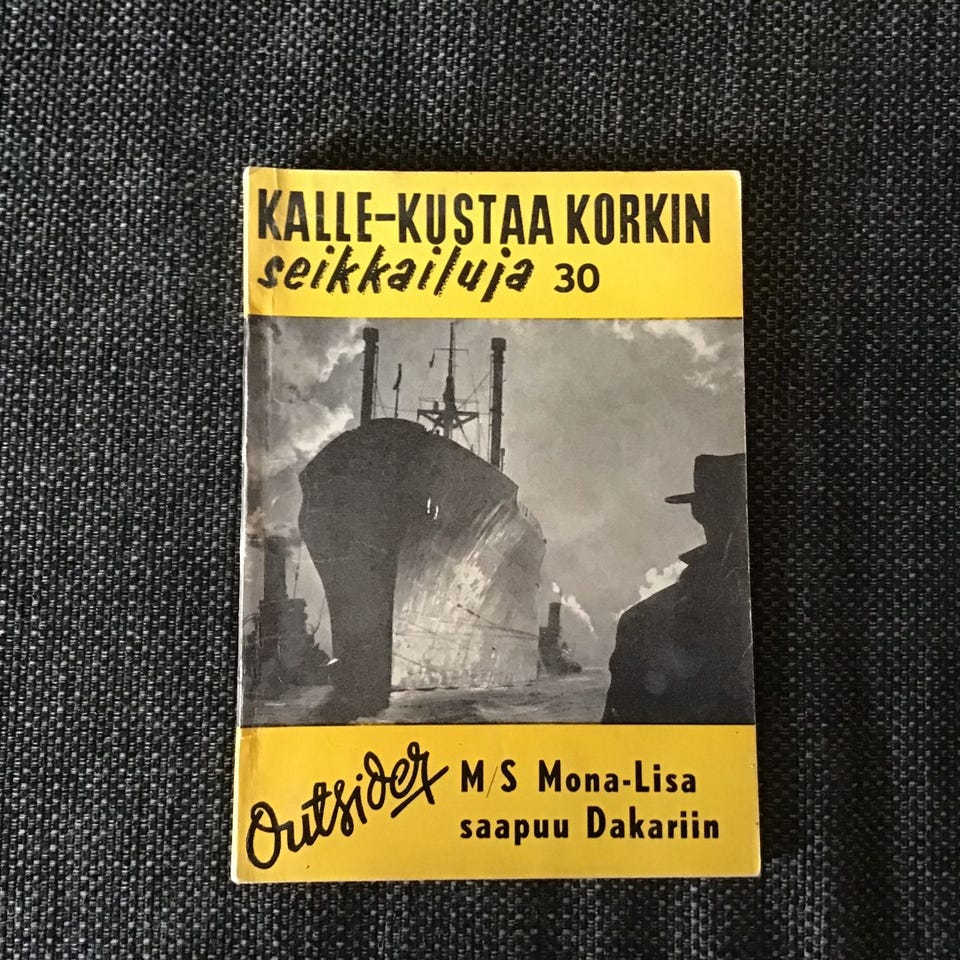 KALLE-KUSTAA KORKIN
seikkailuja 30
Outsider
M/S Mona-Lisa
saapuu Dakariin